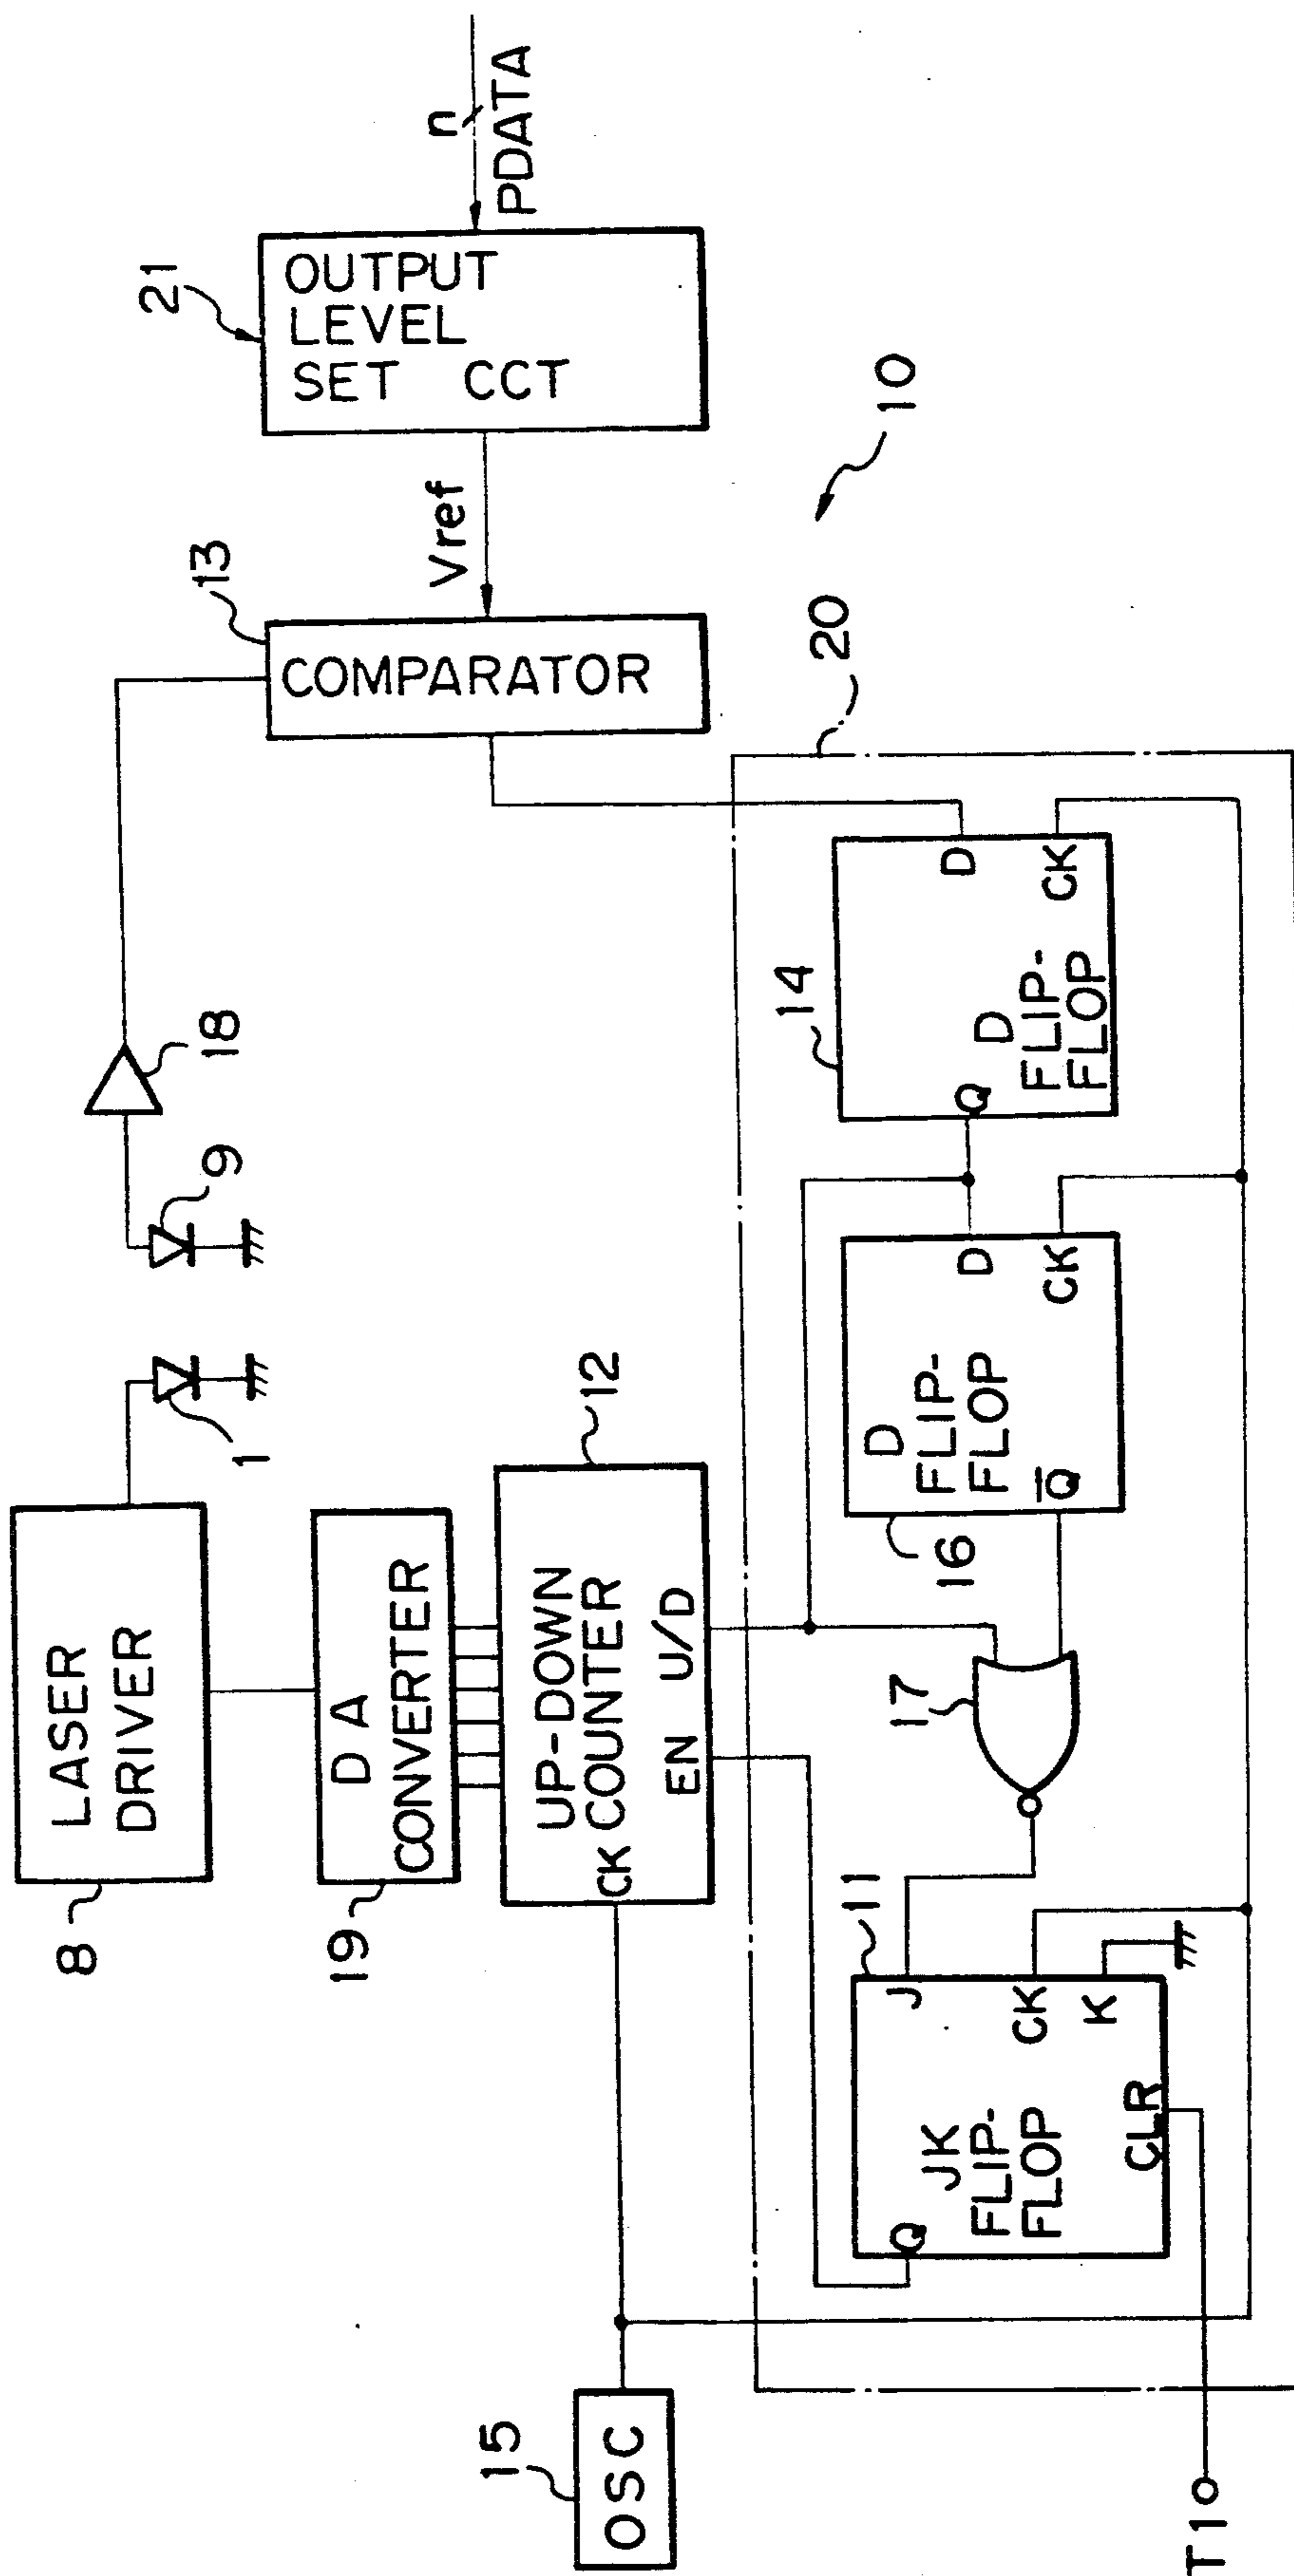 8
LASER
DRIVER
1
9
18
19
D A
CONVERTER
12
UP-DOWN
COUNTER
CK
EN
U/D
13
COMPARATOR
Vref
21
OUTPUT
LEVEL
SET CCT
n
PDATA
10
15
OSC
20
11
J
CK
K
Q
JK
FLIP-
FLOP
CLR
17
16
D
FLIP-
FLOP
Q̅
D
CK
14
Q
D
FLIP-
FLOP
D
CK
T1